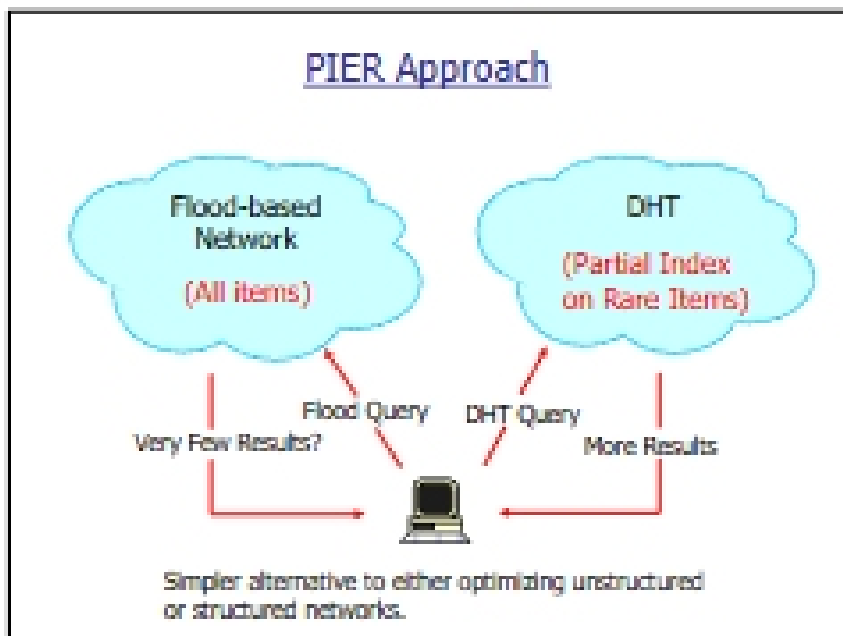 PIER Approach
Flood-based
Network
(All items)
DHT
(Partial Index
on Rare Items)
Flood Query
DHT Query
Very Few Results?
More Results
Simpler alternative to either optimizing unstructured
or structured networks.